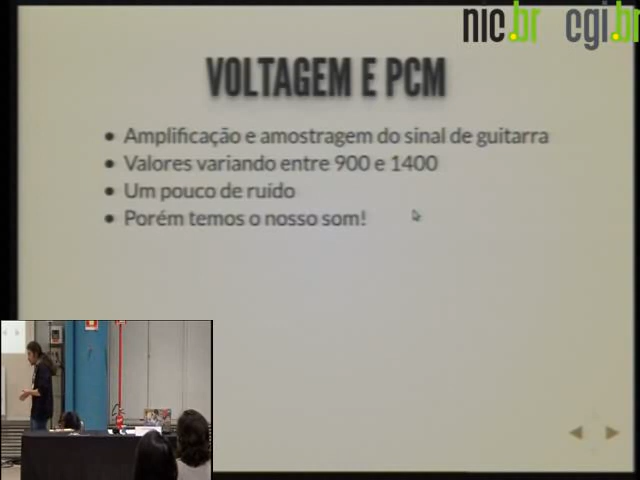 nic.br cgi.br
VOLTAGEM E PCM
Amplificação e amostragem do sinal de guitarra
Valores variando entre 900 e 1400
Um pouco de ruído
Porém temos o nosso som!